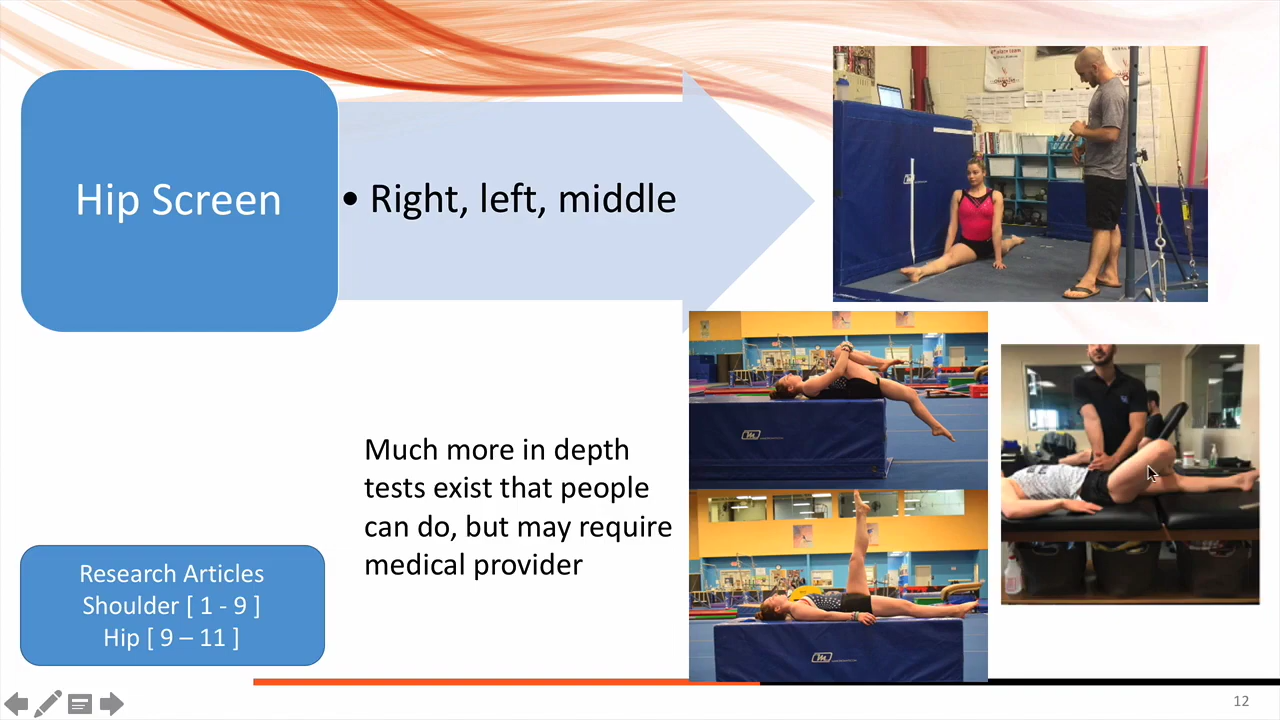 Hip Screen
• Right, left, middle
Much more in depth
tests exist that people
can do, but may require
medical provider
Research Articles
Shoulder [ 1 - 9 ]
Hip [ 9 – 11 ]
12